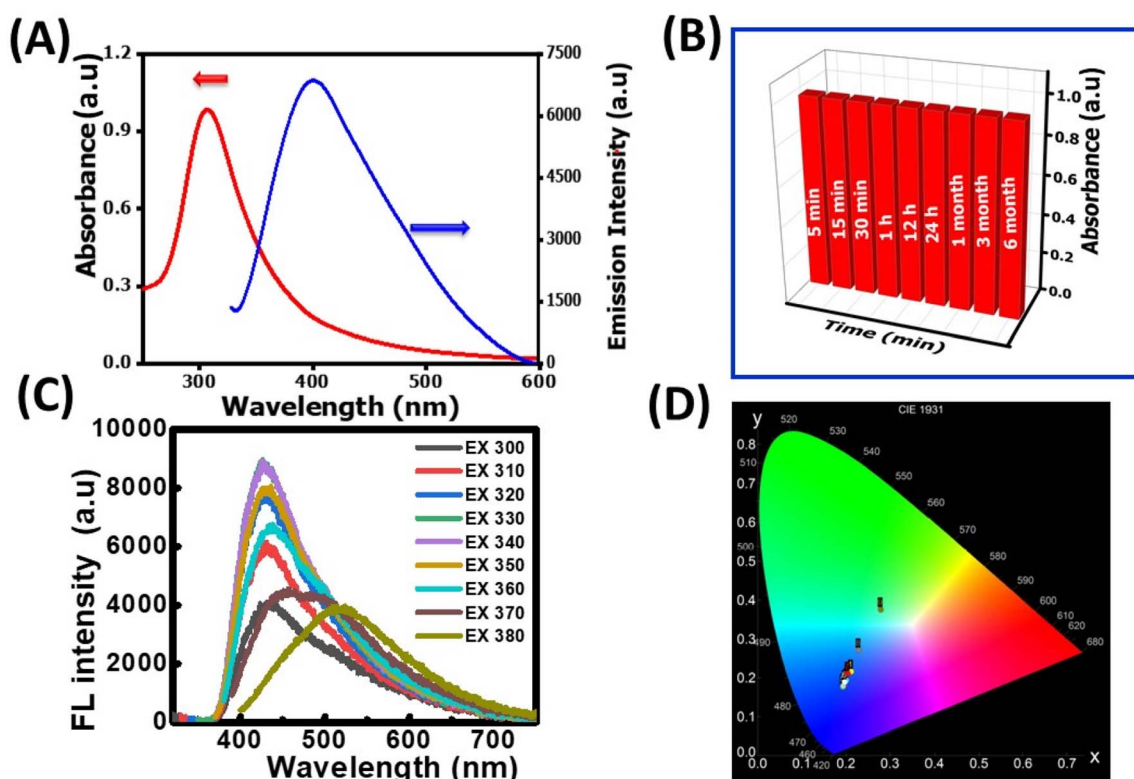 (A)
1.2
0.9
0.6
0.3
0.0
Absorbance (a.u)
7500
6000
4500
3000
1500
0
Emission Intensity (a.u)
300
400
500
600
Wavelength (nm)
(B)
5 min
15 min
30 min
1 h
12 h
24 h
1 month
3 month
6 month
1.0
0.8
0.6
0.4
0.2
0.0
Absorbance (a.u)
Time (min)
(C)
10000
8000
6000
4000
2000
0
FL intensity (a.u)
EX 300
EX 310
EX 320
EX 330
EX 340
EX 350
EX 360
EX 370
EX 380
400
500
600
700
Wavelength (nm)
(D)
CIE 1931
y
0.8
0.7
0.6
0.5
0.4
0.3
0.2
0.1
0.0
520
530
540
550
560
570
580
590
600
610
620
680
510
500
490
480
470
460
420
0.0
0.1
0.2
0.3
0.4
0.5
0.6
0.7
x